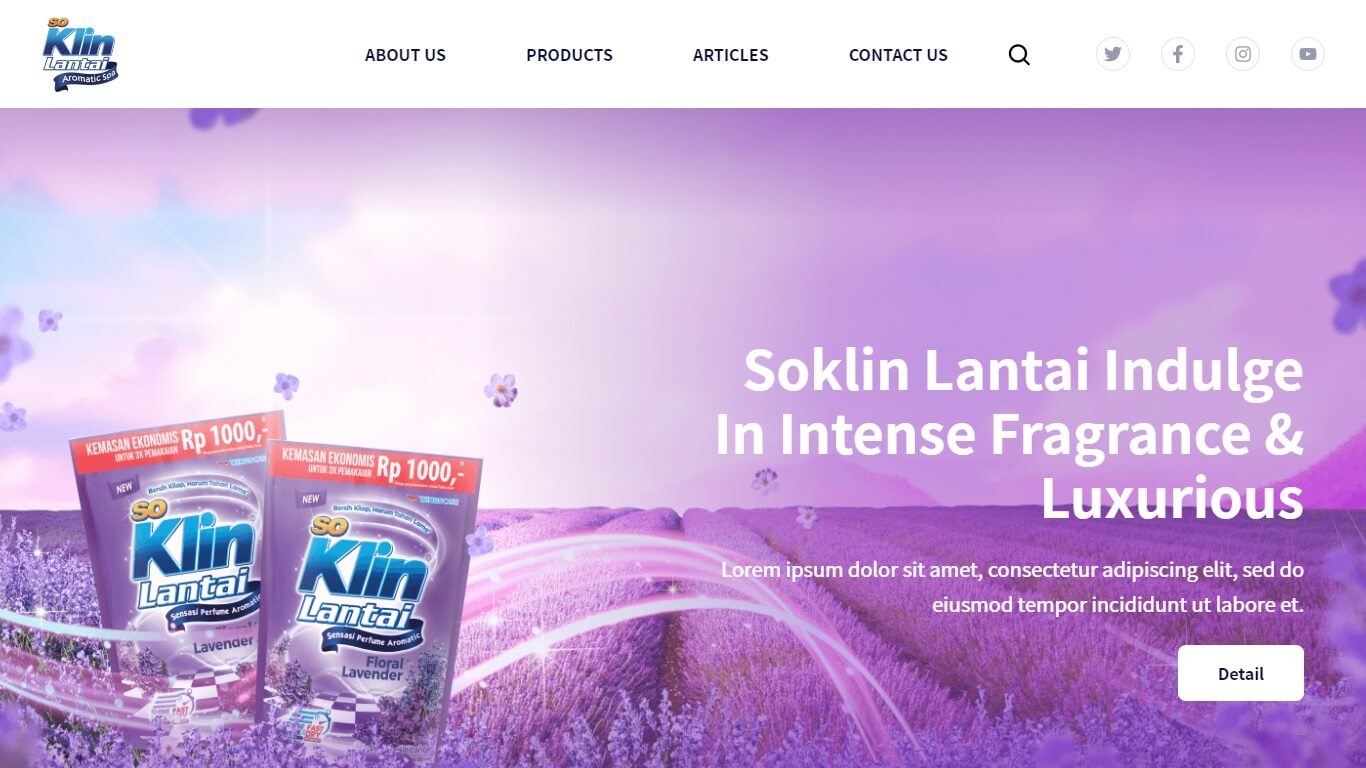 SO
Klin
Lantai
Aromatic Spa
ABOUT US
PRODUCTS
ARTICLES
CONTACT US
Soklin Lantai Indulge
In Intense Fragrance &
Luxurious
Lorem ipsum dolor sit amet, consectetur adipiscing elit, sed do
eiusmod tempor incididunt ut labore et.
Detail
KEMASAN EKONOMIS Rp 1000,-
UNTUK 3X PEMAKAIAN
NEW
Bersih Kilap, Harum Tahan Lama
SO
Klin
Lantai
Sensasi Perfume Aromatic
Lavender
KEMASAN EKONOMIS Rp 1000,-
UNTUK 3X PEMAKAIAN
WINGSCARE
NEW
Bersih Kilap, Harum Tahan Lama
SO
Klin
Lantai
Sensasi Perfume Aromatic
Floral
Lavender
FAST
DRY